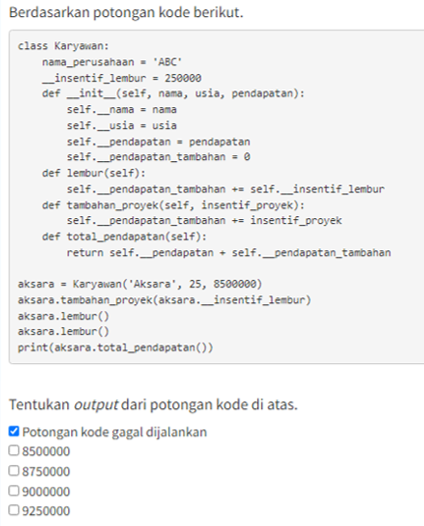 Berdasarkan potongan kode berikut.
class Karyawan:
    nama_perusahaan = 'ABC'
    __insentif_lembur = 250000
    def __init__(self, nama, usia, pendapatan):
        self.__nama = nama
        self.__usia = usia
        self.__pendapatan = pendapatan
        self.__pendapatan_tambahan = 0
    def lembur(self):
        self.__pendapatan_tambahan += self.__insentif_lembur
    def tambahan_proyek(self, insentif_proyek):
        self.__pendapatan_tambahan += insentif_proyek
    def total_pendapatan(self):
        return self.__pendapatan + self.__pendapatan_tambahan
aksara = Karyawan('Aksara', 25, 8500000)
aksara.tambahan_proyek(aksara.__insentif_lembur)
aksara.lembur()
aksara.lembur()
print(aksara.total_pendapatan())
Tentukan output dari potongan kode di atas.
Potongan kode gagal dijalankan
8500000
8750000
9000000
9250000